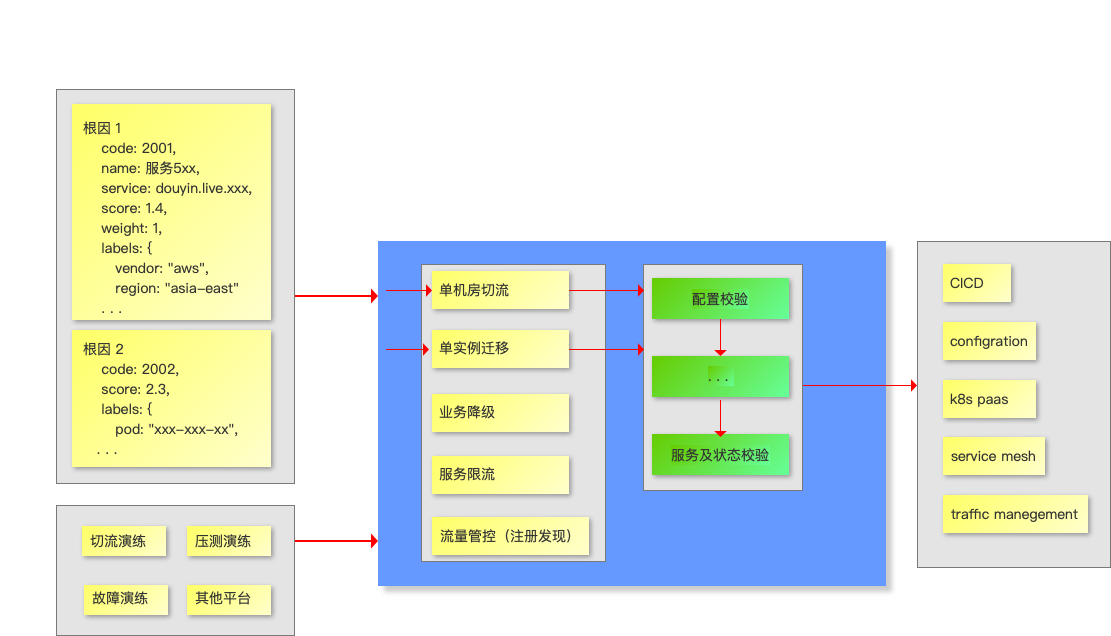 根因 1
code: 2001,
name: 服务5xx,
service: douyin.live.xxx,
score: 1.4,
weight: 1,
labels: {
vendor: "aws",
region: "asia-east"
. . .
根因 2
code: 2002,
score: 2.3,
labels: {
pod: "xxx-xxx-xx",
. . .
切流演练
压测演练
故障演练
其他平台
单机房切流
单实例迁移
业务降级
服务限流
流量管控（注册发现）
配置校验
. . .
服务及状态校验
CICD
configration
k8s paas
service mesh
traffic manegement